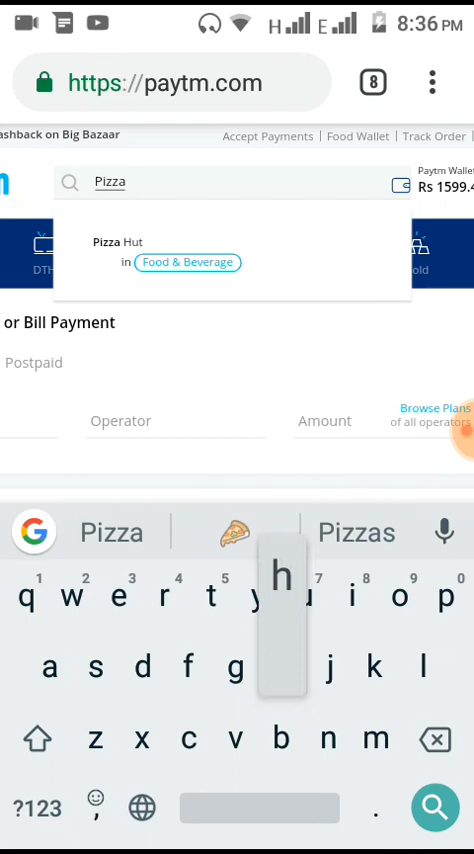 H E 8:36 PM
https://paytm.com 8
ashback on Big Bazaar Accept Payments | Food Wallet | Track Order |
Pizza
Paytm Wallet
Rs 1599.4
Pizza Hut
in Food & Beverage
DTH old
or Bill Payment
Postpaid
Browse Plans
Operator Amount of all operators
G Pizza 🍕 Pizzas
1 2 3 4 5 7 8 9 0
q w e r t y u i o p
h
a s d f g j k l
z x c v b n m
?123 , .